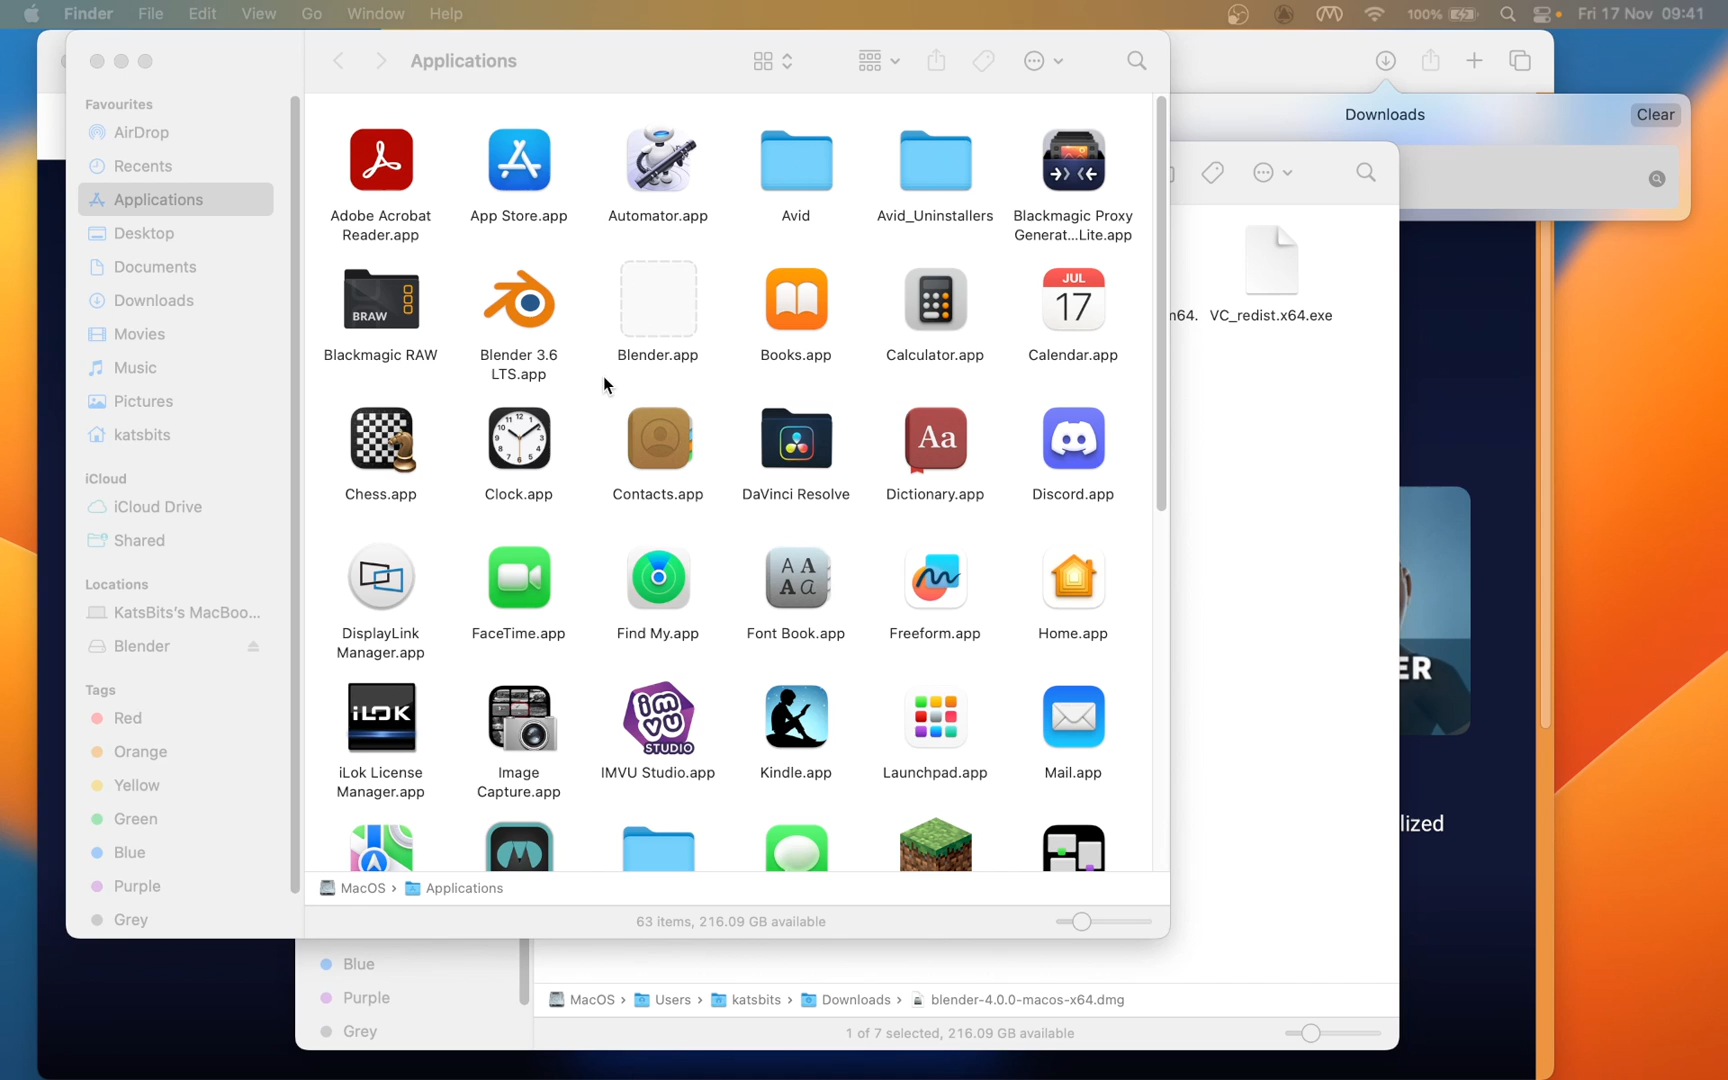 Finder File Edit View Go Window Help 100% Fri 17 Nov 09:41
Applications
Downloads
Clear
Favourites
AirDrop
Recents
Applications
Desktop
Documents
Downloads
Movies
Music
Pictures
katsbits
iCloud
iCloud Drive
Shared
Locations
KatsBits's MacBoo...
Blender
Tags
Red
Orange
Yellow
Green
Blue
Purple
Grey
Adobe Acrobat
Reader.app
App Store.app
Automator.app
Avid
Avid_Uninstallers
Blackmagic Proxy
Generat...Lite.app
BRAW
Blackmagic RAW
Blender 3.6
LTS.app
Blender.app
Books.app
Calculator.app
JUL
17
Calendar.app
Chess.app
Clock.app
Contacts.app
DaVinci Resolve
Aa
Dictionary.app
Discord.app
DisplayLink
Manager.app
FaceTime.app
Find My.app
A A
A a
Font Book.app
Freeform.app
Home.app
iLOK
iLok License
Manager.app
Image
Capture.app
imvu
STUDIO
IMVU Studio.app
Kindle.app
Launchpad.app
Mail.app
MacOS › Applications
63 items, 216.09 GB available
n64.
VC_redist.x64.exe
ER
lized
Blue
Purple
Grey
MacOS › Users › katsbits › Downloads › blender-4.0.0-macos-x64.dmg
1 of 7 selected, 216.09 GB available